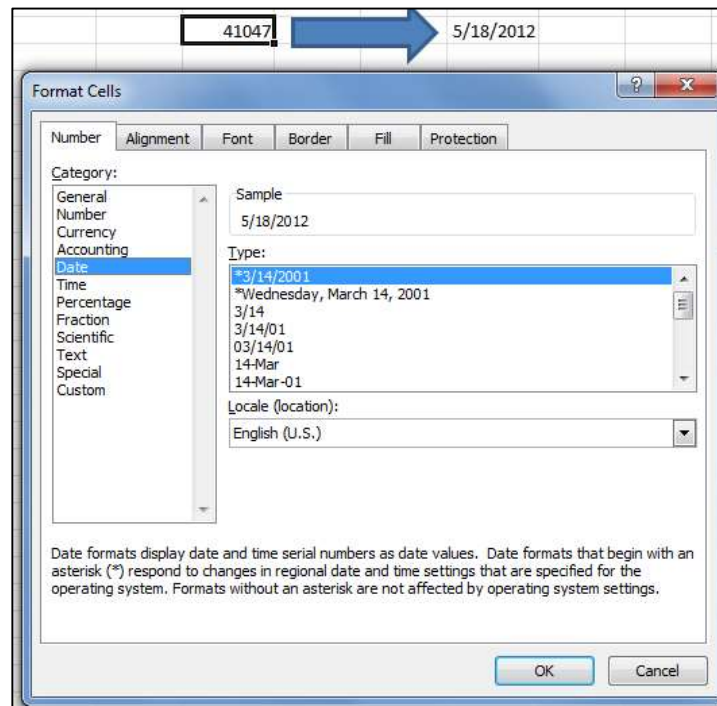 41047 5/18/2012
Format Cells
Number Alignment Font Border Fill Protection
Category:
General
Number
Currency
Accounting
Date
Time
Percentage
Fraction
Scientific
Text
Special
Custom
Sample
5/18/2012
Type:
*3/14/2001
*Wednesday, March 14, 2001
3/14
3/14/01
03/14/01
14-Mar
14-Mar-01
Locale (location):
English (U.S.)
Date formats display date and time serial numbers as date values. Date formats that begin with an
asterisk (*) respond to changes in regional date and time settings that are specified for the
operating system. Formats without an asterisk are not affected by operating system settings.
OK Cancel